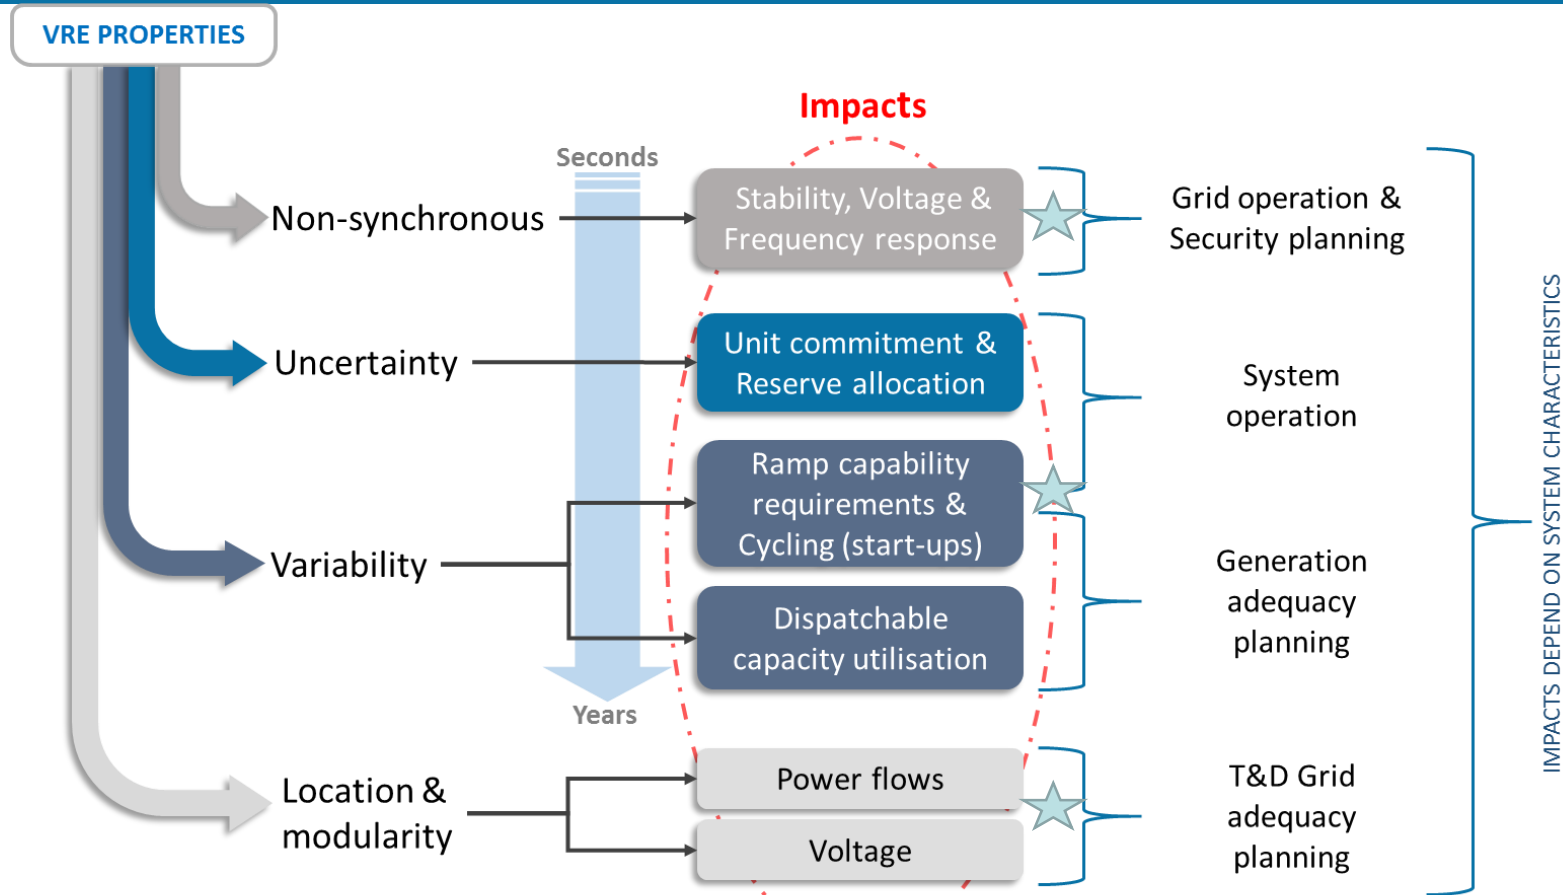 VRE PROPERTIES
Impacts
Seconds
Non-synchronous
Stability, Voltage &
Frequency response
Grid operation &
Security planning
Uncertainty
Unit commitment &
Reserve allocation
System
operation
Variability
Ramp capability
requirements &
Cycling (start-ups)
Dispatchable
capacity utilisation
Generation
adequacy
planning
Years
Location &
modularity
Power flows
Voltage
T&D Grid
adequacy
planning
IMPACTS DEPEND ON SYSTEM CHARACTERISTICS